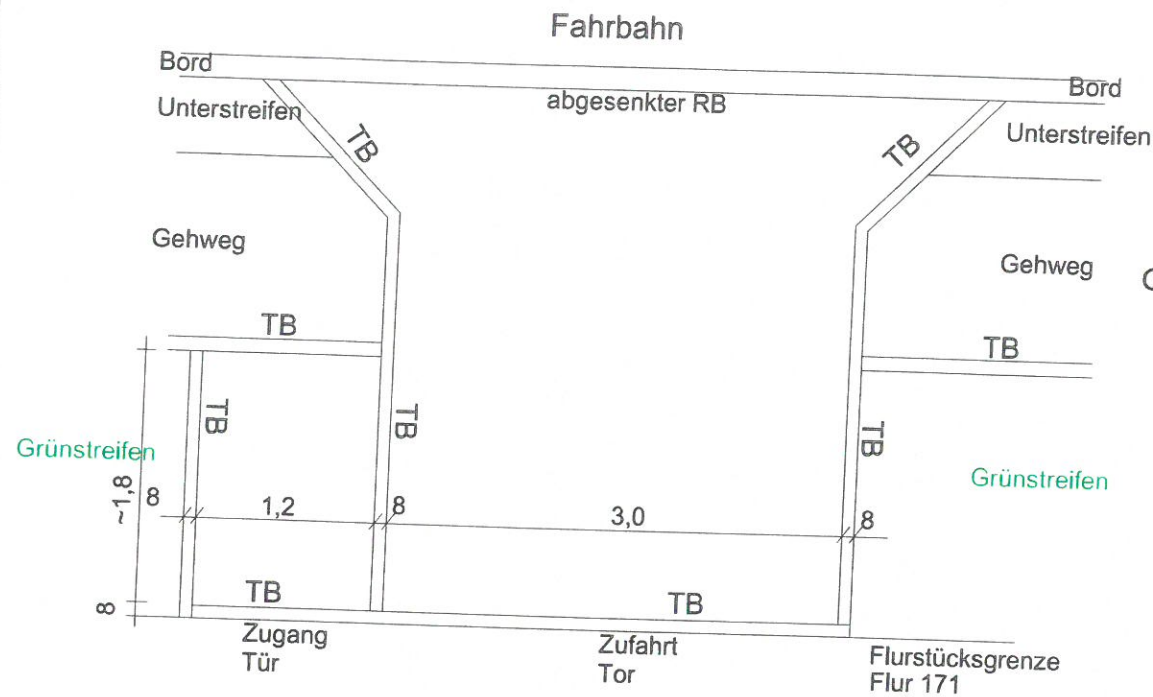 Fahrbahn
Bord
Bord
abgesenkter RB
Unterstreifen
Unterstreifen
TB
TB
Gehweg
Gehweg
TB
TB
TB
TB
TB
Grünstreifen
Grünstreifen
~1,8
8
1,2
8
3,0
8
8
TB
TB
Zugang
Tür
Zufahrt
Tor
Flurstücksgrenze
Flur 171